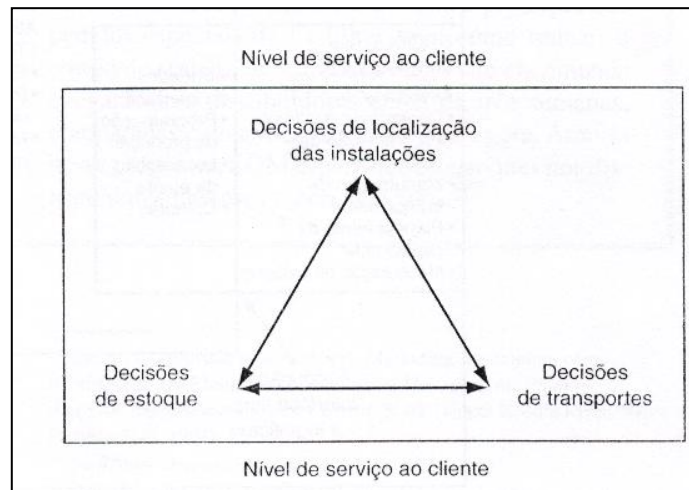 Nível de serviço ao cliente
Decisões de localização
das instalações
Decisões
de estoque
Decisões
de transportes
Nível de serviço ao cliente